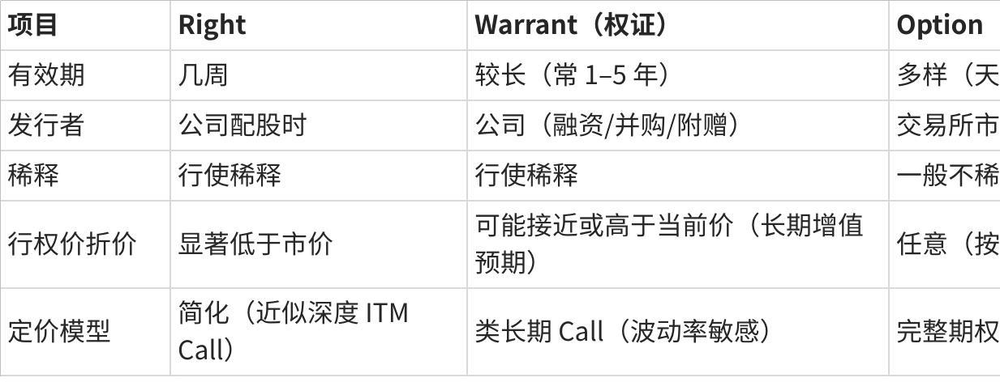 项目 Right Warrant（权证） Option
有效期 几周 较长（常 1–5 年） 多样（天
发行者 公司配股时 公司（融资/并购/附赠） 交易所市
稀释 行使稀释 行使稀释 一般不稀
行权价折价 显著低于市价 可能接近或高于当前价（长期增值
预期） 任意（按
定价模型 简化（近似深度 ITM
Call） 类长期 Call（波动率敏感） 完整期权